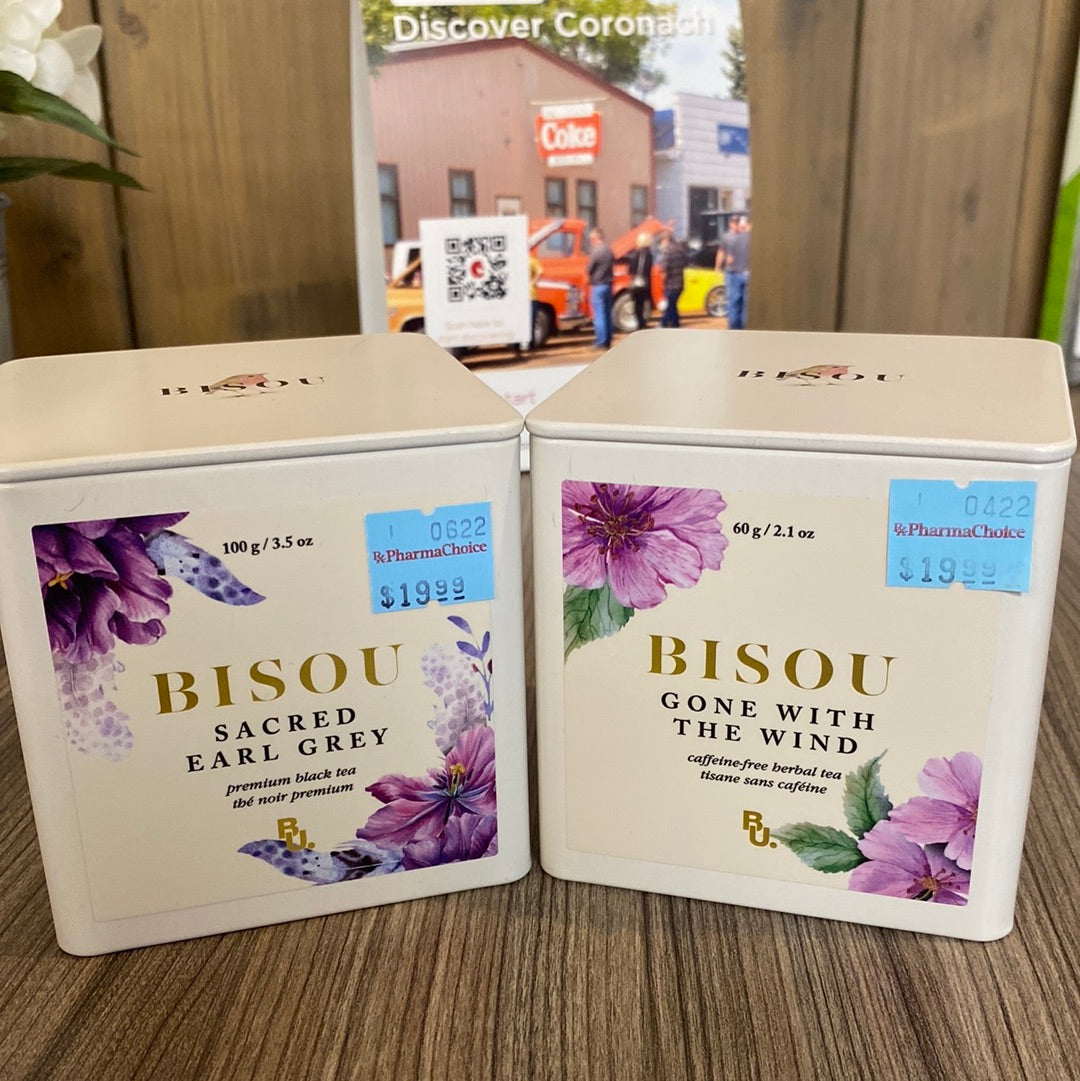 Discover Coronach
Coke
BISOU
BISOU
100 g / 3.5 oz
0622
PharmaChoice
$19.99
BISOU
SACRED
EARL GREY
premium black tea
thé noir premium
BU.
60 g / 2.1 oz
0422
PharmaChoice
$19.99
BISOU
GONE WITH
THE WIND
caffeine-free herbal tea
tisane sans caféine
BU.